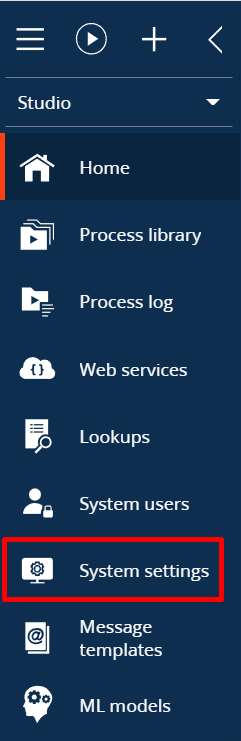 Studio
Home
Process library
Process log
Web services
Lookups
System users
System settings
Message
templates
ML models